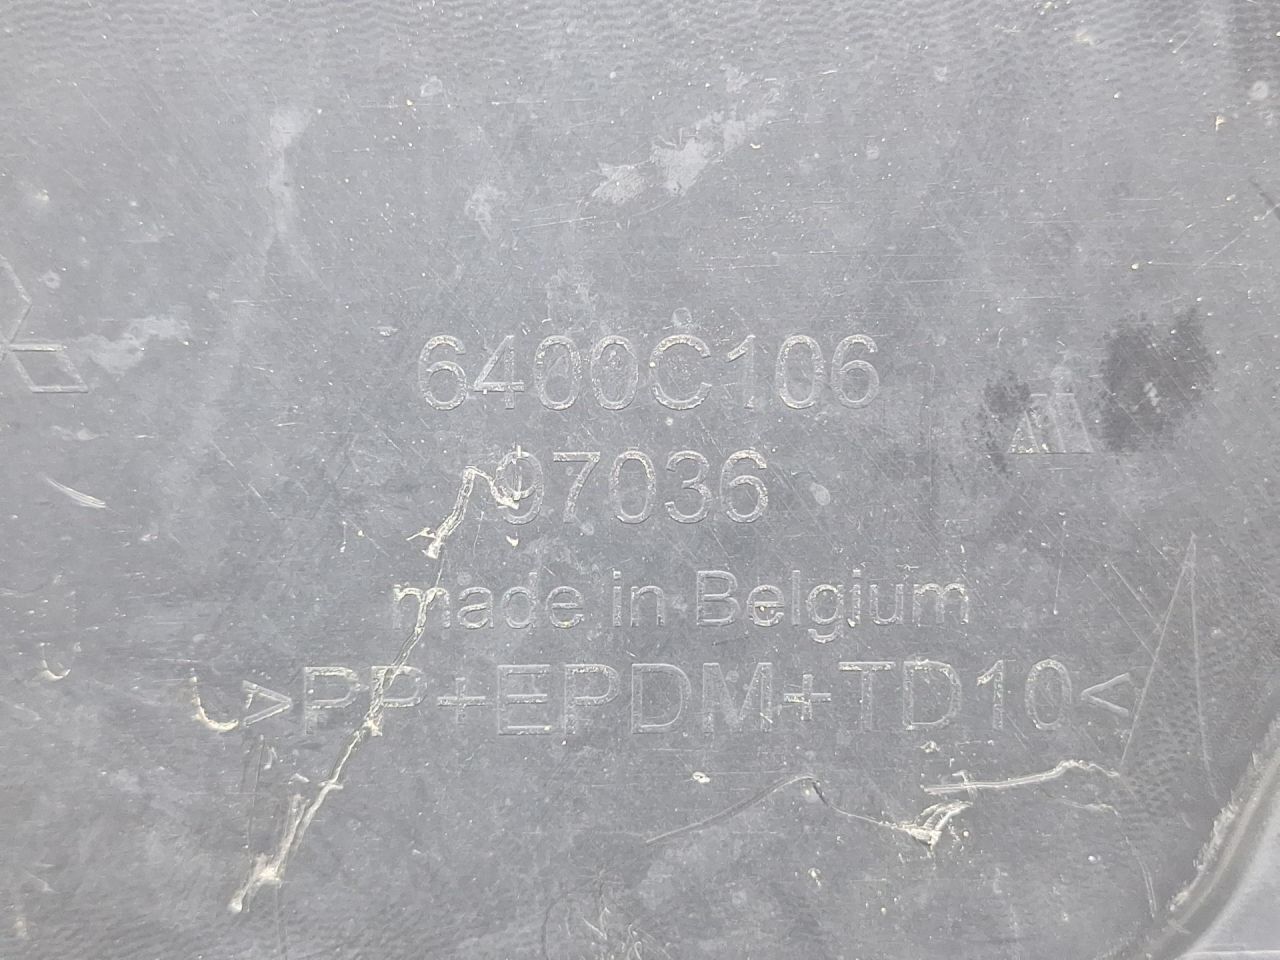 6400C106
97036
made in Belgium
>PP+EPDM+TD10<